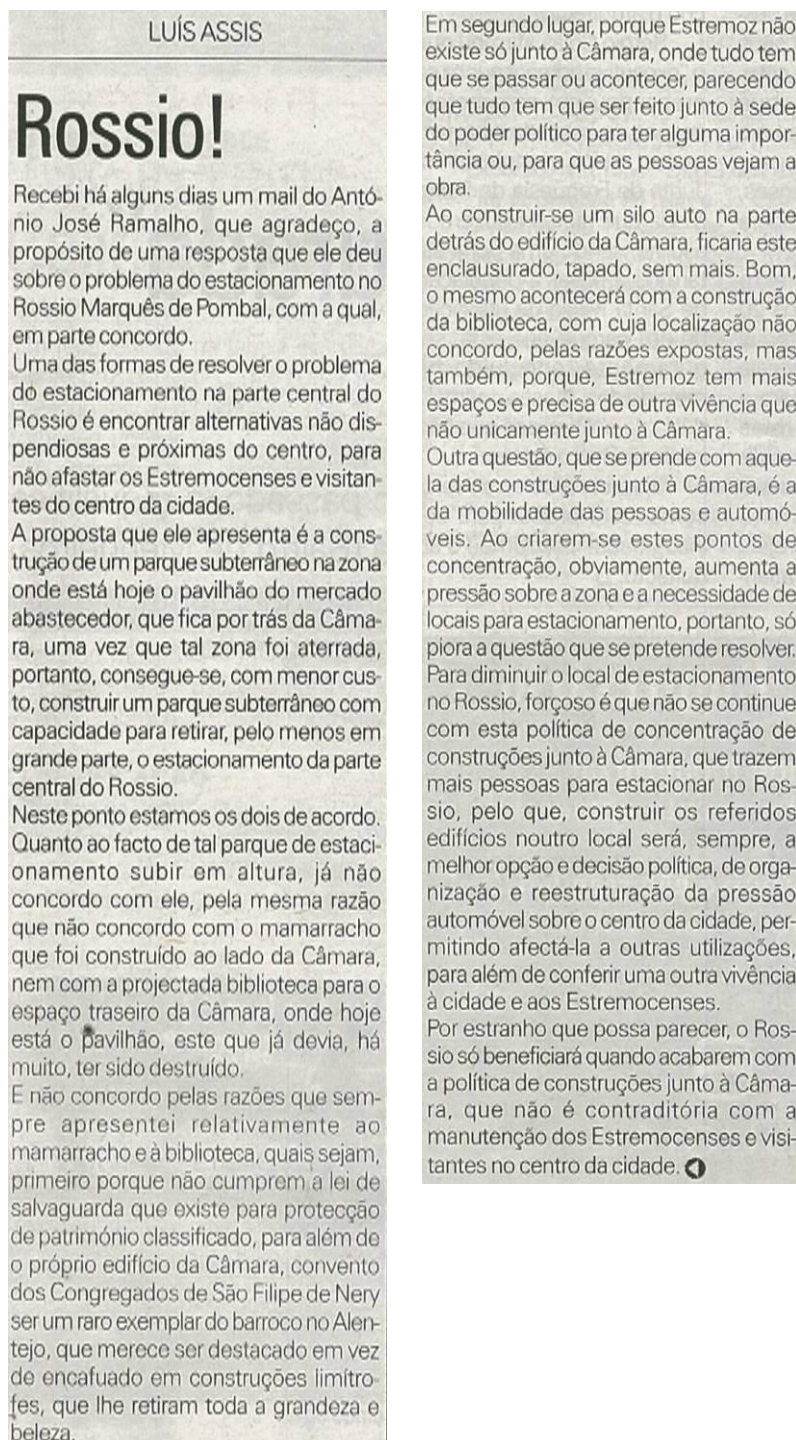 LUÍS ASSIS
Rossio!
Recebi há alguns dias um mail do Antó-
nio José Ramalho, que agradeço, a
propósito de uma resposta que ele deu
sobre o problema do estacionamento no
Rossio Marquês de Pombal, com a qual,
em parte concordo.
Uma das formas de resolver o problema
do estacionamento na parte central do
Rossio é encontrar alternativas não dis-
pendiosas e próximas do centro, para
não afastar os Estremocenses e visitan-
tes do centro da cidade.
A proposta que ele apresenta é a cons-
trução de um parque subterrâneo na zona
onde está hoje o pavilhão do mercado
abastecedor, que fica por trás da Câma-
ra, uma vez que tal zona foi aterrada,
portanto, consegue-se, com menor cus-
to, construir um parque subterrâneo com
capacidade para retirar, pelo menos em
grande parte, o estacionamento da parte
central do Rossio.
Neste ponto estamos os dois de acordo.
Quanto ao facto de tal parque de estaci-
onamento subir em altura, já não
concordo com ele, pela mesma razão
que não concordo com o mamarracho
que foi construído ao lado da Câmara,
nem com a projectada biblioteca para o
espaço traseiro da Câmara, onde hoje
está o pavilhão, este que já devia, há
muito, ter sido destruído.
E não concordo pelas razões que sem-
pre apresentei relativamente ao
mamarracho e à biblioteca, quais sejam,
primeiro porque não cumprem a lei de
salvaguarda que existe para protecção
de património classificado, para além de
o próprio edifício da Câmara, convento
dos Congregados de São Filipe de Nery
ser um raro exemplar do barroco no Alen-
tejo, que merece ser destacado em vez
de encafuado em construções limítro-
fes, que lhe retiram toda a grandeza e
beleza.
Em segundo lugar, porque Estremoz não
existe só junto à Câmara, onde tudo tem
que se passar ou acontecer, parecendo
que tudo tem que ser feito junto à sede
do poder político para ter alguma impor-
tância ou, para que as pessoas vejam a
obra.
Ao construir-se um silo auto na parte
detrás do edifício da Câmara, ficaria este
enclausurado, tapado, sem mais. Bom,
o mesmo acontecerá com a construção
da biblioteca, com cuja localização não
concordo, pelas razões expostas, mas
também, porque, Estremoz tem mais
espaços e precisa de outra vivência que
não unicamente junto à Câmara.
Outra questão, que se prende com aque-
la das construções junto à Câmara, é a
da mobilidade das pessoas e automó-
veis. Ao criarem-se estes pontos de
concentração, obviamente, aumenta a
pressão sobre a zona e a necessidade de
locais para estacionamento, portanto, só
piora a questão que se pretende resolver.
Para diminuir o local de estacionamento
no Rossio, forçoso é que não se continue
com esta política de concentração de
construções junto à Câmara, que trazem
mais pessoas para estacionar no Ros-
sio, pelo que, construir os referidos
edifícios noutro local será, sempre, a
melhor opção e decisão política, de orga-
nização e reestruturação da pressão
automóvel sobre o centro da cidade, per-
mitindo afectá-la a outras utilizações,
para além de conferir uma outra vivência
à cidade e aos Estremocenses.
Por estranho que possa parecer, o Ros-
sio só beneficiará quando acabarem com
a política de construções junto à Câma-
ra, que não é contraditória com a
manutenção dos Estremocenses e visi-
tantes no centro da cidade.